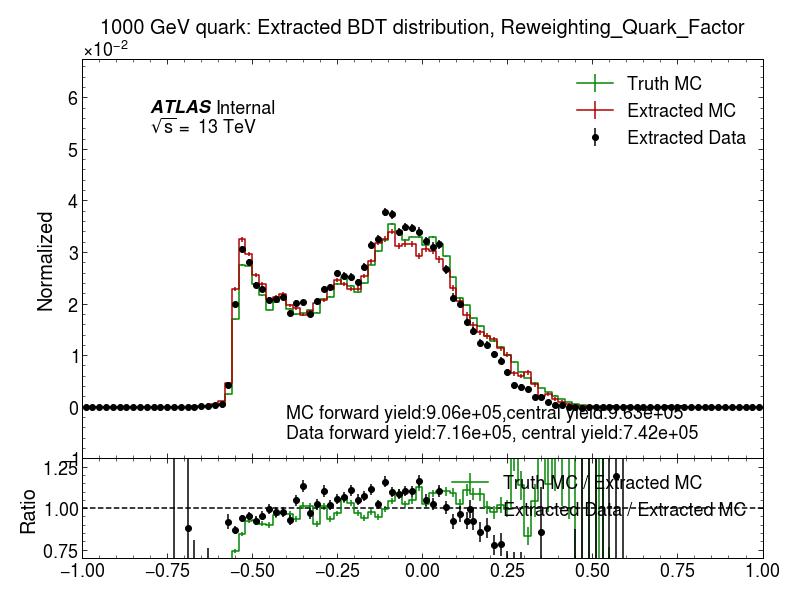 1000 GeV quark: Extracted BDT distribution, Reweighting_Quark_Factor
×10−2
ATLAS Internal
√s = 13 TeV
Truth MC
Extracted MC
Extracted Data
Normalized
6
5
4
3
2
1
0
MC forward yield:9.06e+05,central yield:9.63e+05
Data forward yield:7.16e+05, central yield:7.42e+05
1
Ratio
1.25
1.00
0.75
Truth MC / Extracted MC
Extracted Data / Extracted MC
−1.00 −0.75 −0.50 −0.25 0.00 0.25 0.50 0.75 1.00